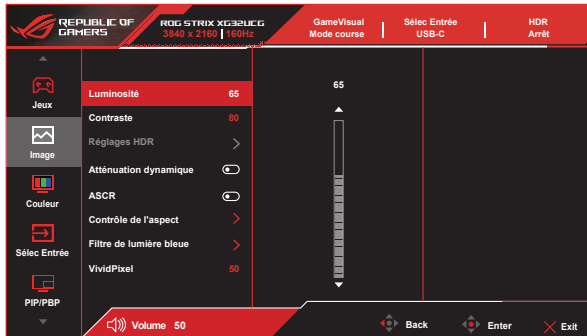 REPUBLIC OF
GAMERS
ROG STRIX XG32UCG
3840 x 2160 | 160Hz
GameVisual
Mode course
Sélec Entrée
USB-C
HDR
Arrêt
Jeux
Image
Couleur
Sélec Entrée
PIP/PBP
Luminosité 65
Contraste 80
Réglages HDR
Atténuation dynamique
ASCR
Contrôle de l'aspect
Filtre de lumière bleue
VividPixel 50
65
Volume 50
Back
Enter
Exit